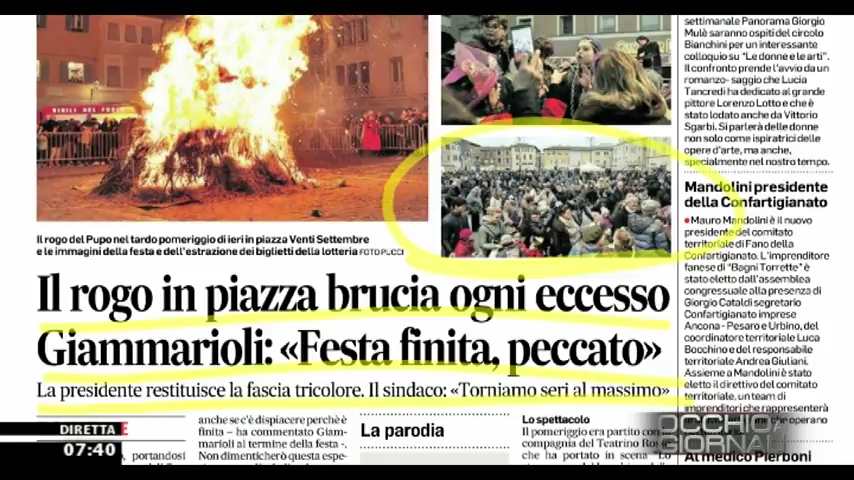 Il rogo del Pupo nel tardo pomeriggio di ieri in piazza Venti Settembre
e le immagini della festa e dell'estrazione dei biglietti della lotteria FOTO PUCCI
Il rogo in piazza brucia ogni eccesso
Giammarioli: «Festa finita, peccato»
La presidente restituisce la fascia tricolore. Il sindaco: «Torniamo seri al massimo»
anche se c'è dispiacere perchè è
finita – ha commentato Giam-
marioli al termine della festa -.
Non dimenticherò questa espe-
portandosi
La parodia
Lo spettacolo
Il pomeriggio era partito con
compagnia del Teatrino
che ha portato in scena "Lo
settimanale Panorama Giorgio
Mulè saranno ospiti del circolo
Bianchini per un interessante
colloquio su "Le donne e le arti".
Il confronto prende l'avvio da un
romanzo- saggio che Lucia
Tancredi ha dedicato al grande
pittore Lorenzo Lotto e che è
stato lodato anche da Vittorio
Sgarbi. Si parlerà delle donne
non solo come ispiratrici delle
opere d'arte, ma anche,
specialmente nel nostro tempo.
Mandolini presidente
della Confartigianato
Mauro Mandolini è il nuovo
presidente del comitato
territoriale di Fano della
Confartigianato. L'imprenditore
fanese di "Bagni Torrette" è
stato eletto dall'assemblea
congressuale alla presenza di
Giorgio Cataldi segretario
Confartigianato imprese
Ancona - Pesaro e Urbino, del
coordinatore territoriale Luca
Bocchino e del responsabile
territoriale Andrea Giuliani.
Assieme a Mandolini è stato
eletto il direttivo del comitato
territoriale, un team di
imprenditori che rappresenterà
che operano
Al medico Pierboni
DIRETTA
07:40
OCCHIO
GIORNALI